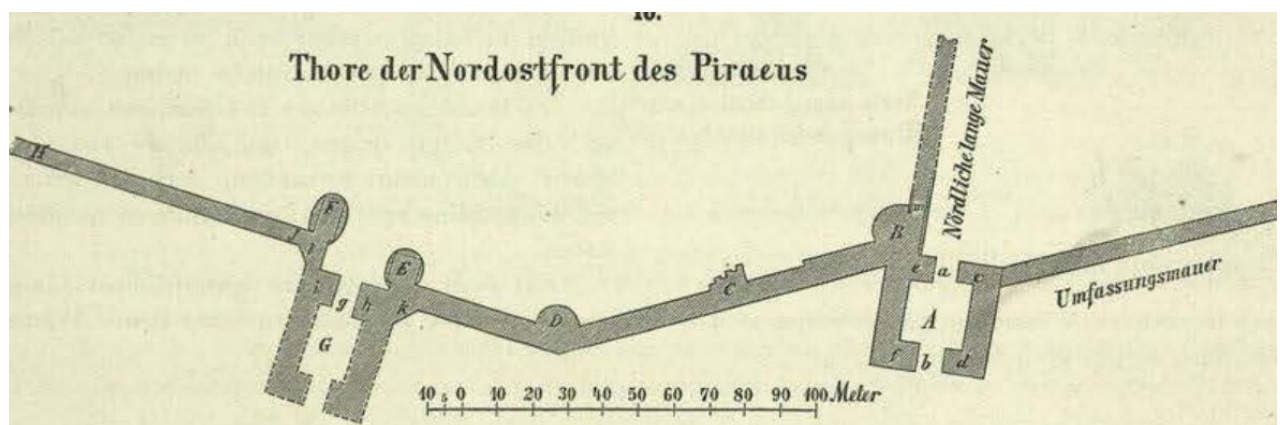 Thore der Nordostfront des Piraeus
Nördliche lange Mauer
H
F
J
l
B
m
E
e
a
c
i
g
h
k
C
Umfassungsmauer
D
A
G
f
b
d
10 5 0 10 20 30 40 50 60 70 80 90 100 Meter